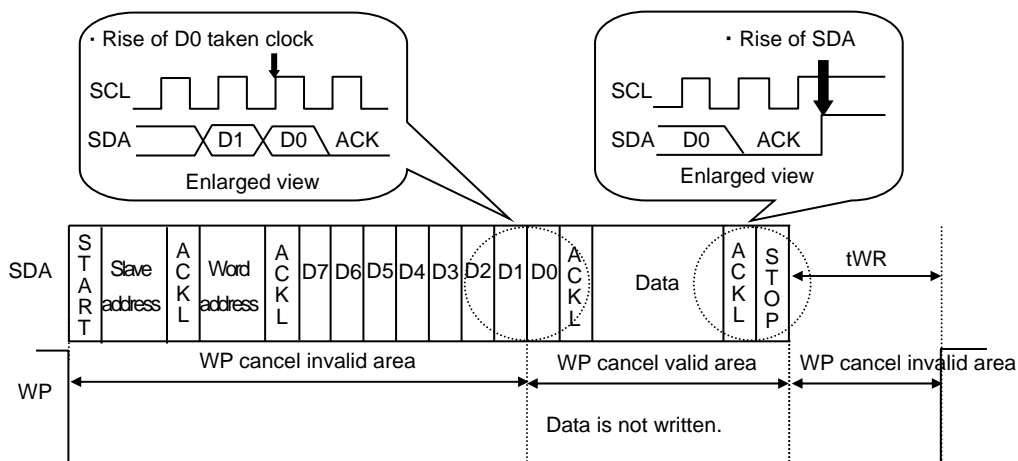 ・ Rise of D0 taken clock
SCL
SDA D1 D0 ACK
Enlarged view
・ Rise of SDA
SCL
SDA D0 ACK
Enlarged view
SDA
START
Slave
address
ACKL
Word
address
ACKL
D7 D6 D5 D4 D3 D2 D1 D0
ACKL
Data
ACKL
STOP
tWR
WP
WP cancel invalid area
WP cancel valid area
WP cancel invalid area
Data is not written.